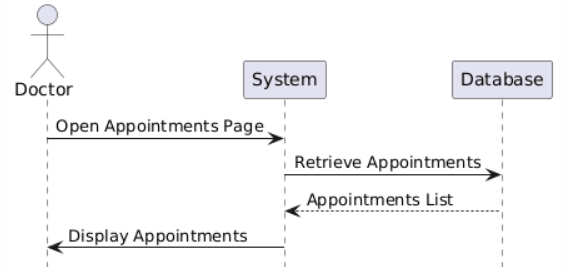 Doctor
System
Database
Open Appointments Page
Retrieve Appointments
Appointments List
Display Appointments